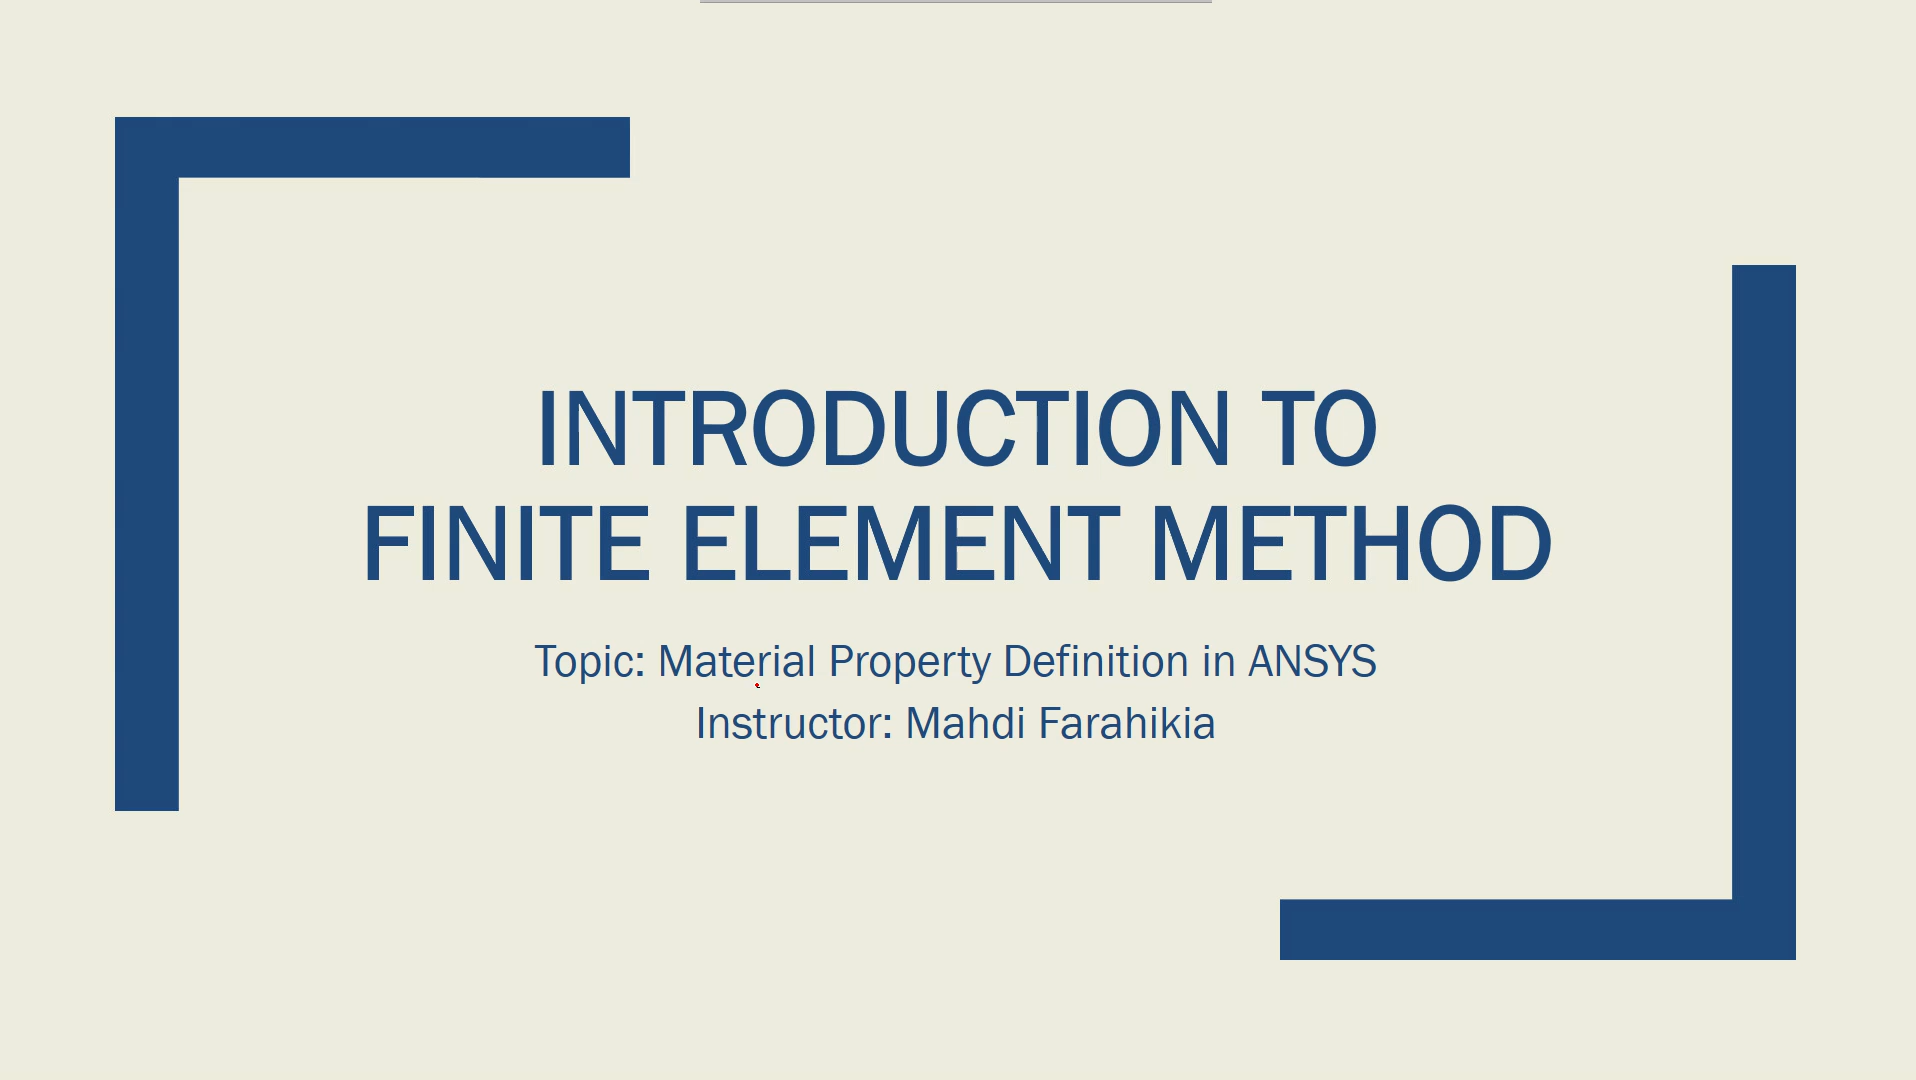 INTRODUCTION TO
FINITE ELEMENT METHOD
Topic: Material Property Definition in ANSYS
Instructor: Mahdi Farahikia